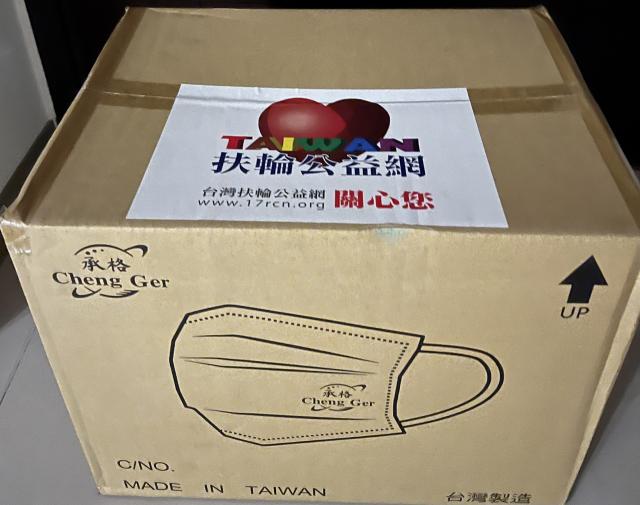 TAIWAN
扶輪公益網
台灣扶輪公益網
www.17rcn.org
關心您
承格
Cheng Ger
UP
承格
Cheng Ger
C/NO.
MADE IN TAIWAN
台灣製造